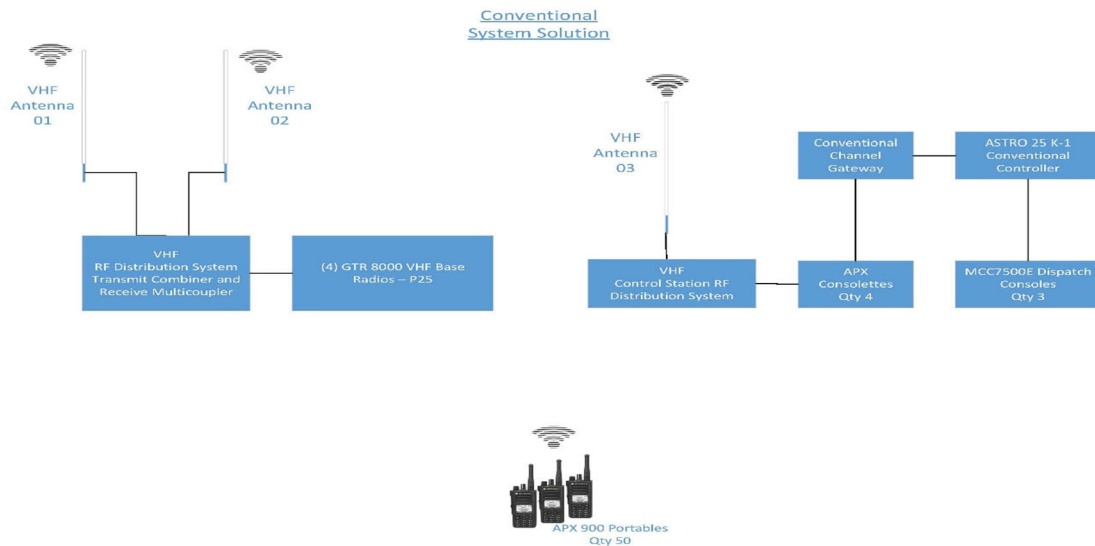 Conventional
System Solution
VHF
Antenna
01
VHF
Antenna
02
VHF
Antenna
03
Conventional
Channel
Gateway
ASTRO 25 K-1
Conventional
Controller
VHF
RF Distribution System
Transmit Combiner and
Receive Multicoupler
(4) GTR 8000 VHF Base
Radios – P25
VHF
Control Station RF
Distribution System
APX
Consolettes
Qty 4
MCC7500E Dispatch
Consoles
Qty 3
APX 900 Portables
Qty 50